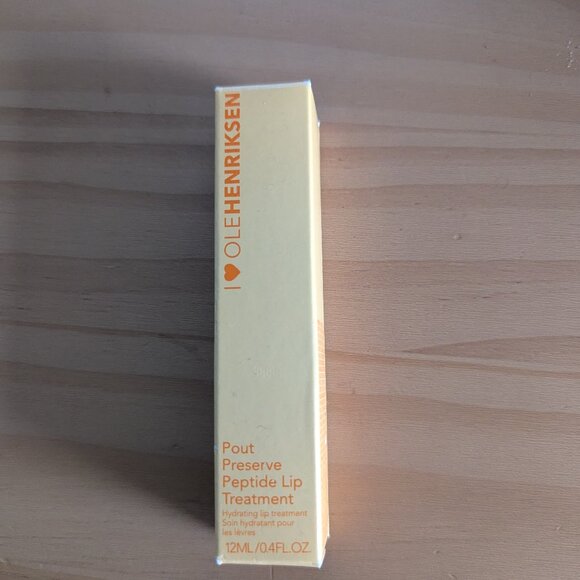 I ♥ OLEHENRIKSEN
Pout
Preserve
Peptide Lip
Treatment
Hydrating lip treatment
Soin hydratant pour
les lèvres
12ML/0.4FL.OZ.